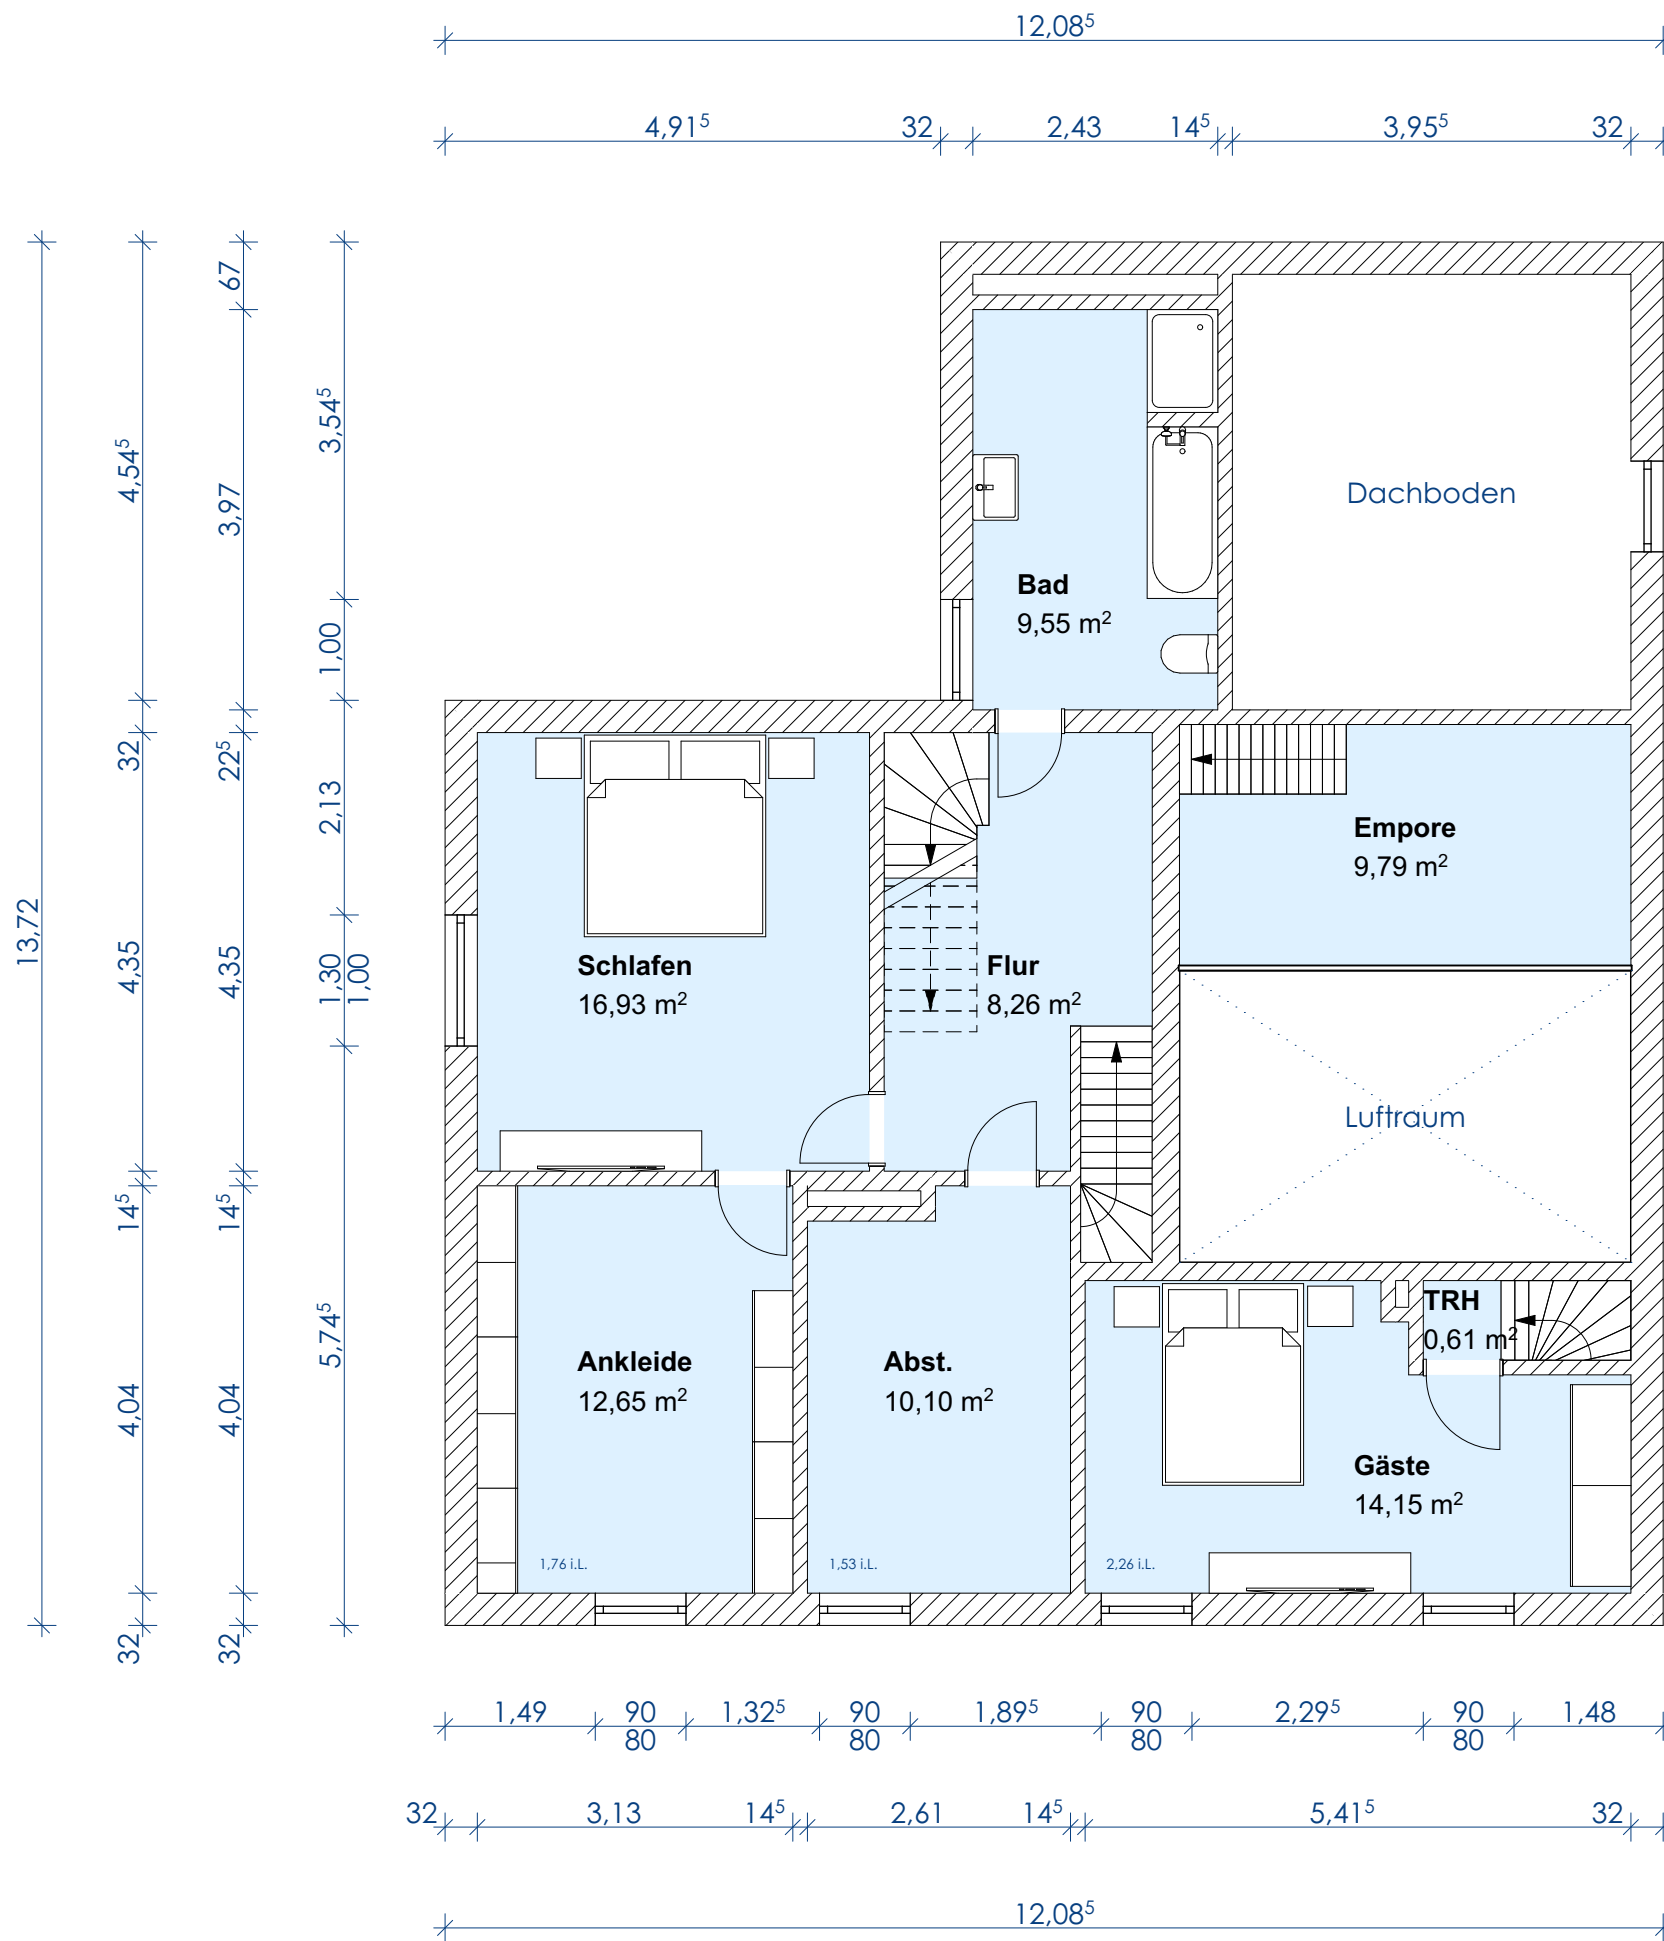 12,08⁵
4,91⁵ 32 2,43 14⁵ 3,95⁵ 32
13,72
4,54⁵
32
4,35
14⁵
4,04
32
67
3,97
22⁵
4,35
14⁵
4,04
32
3,54⁵
1,00
2,13
1,30
1,00
5,74⁵
Dachboden
Bad
9,55 m²
Empore
9,79 m²
Schlafen
16,93 m²
Flur
8,26 m²
Luftraum
TRH
0,61 m²
Ankleide
12,65 m²
Abst.
10,10 m²
Gäste
14,15 m²
1,76 i.L.
1,53 i.L.
2,26 i.L.
1,49 90 1,32⁵ 90 1,89⁵ 90 2,29⁵ 90 1,48
80 80 80 80
32 3,13 14⁵ 2,61 14⁵ 5,41⁵ 32
12,08⁵